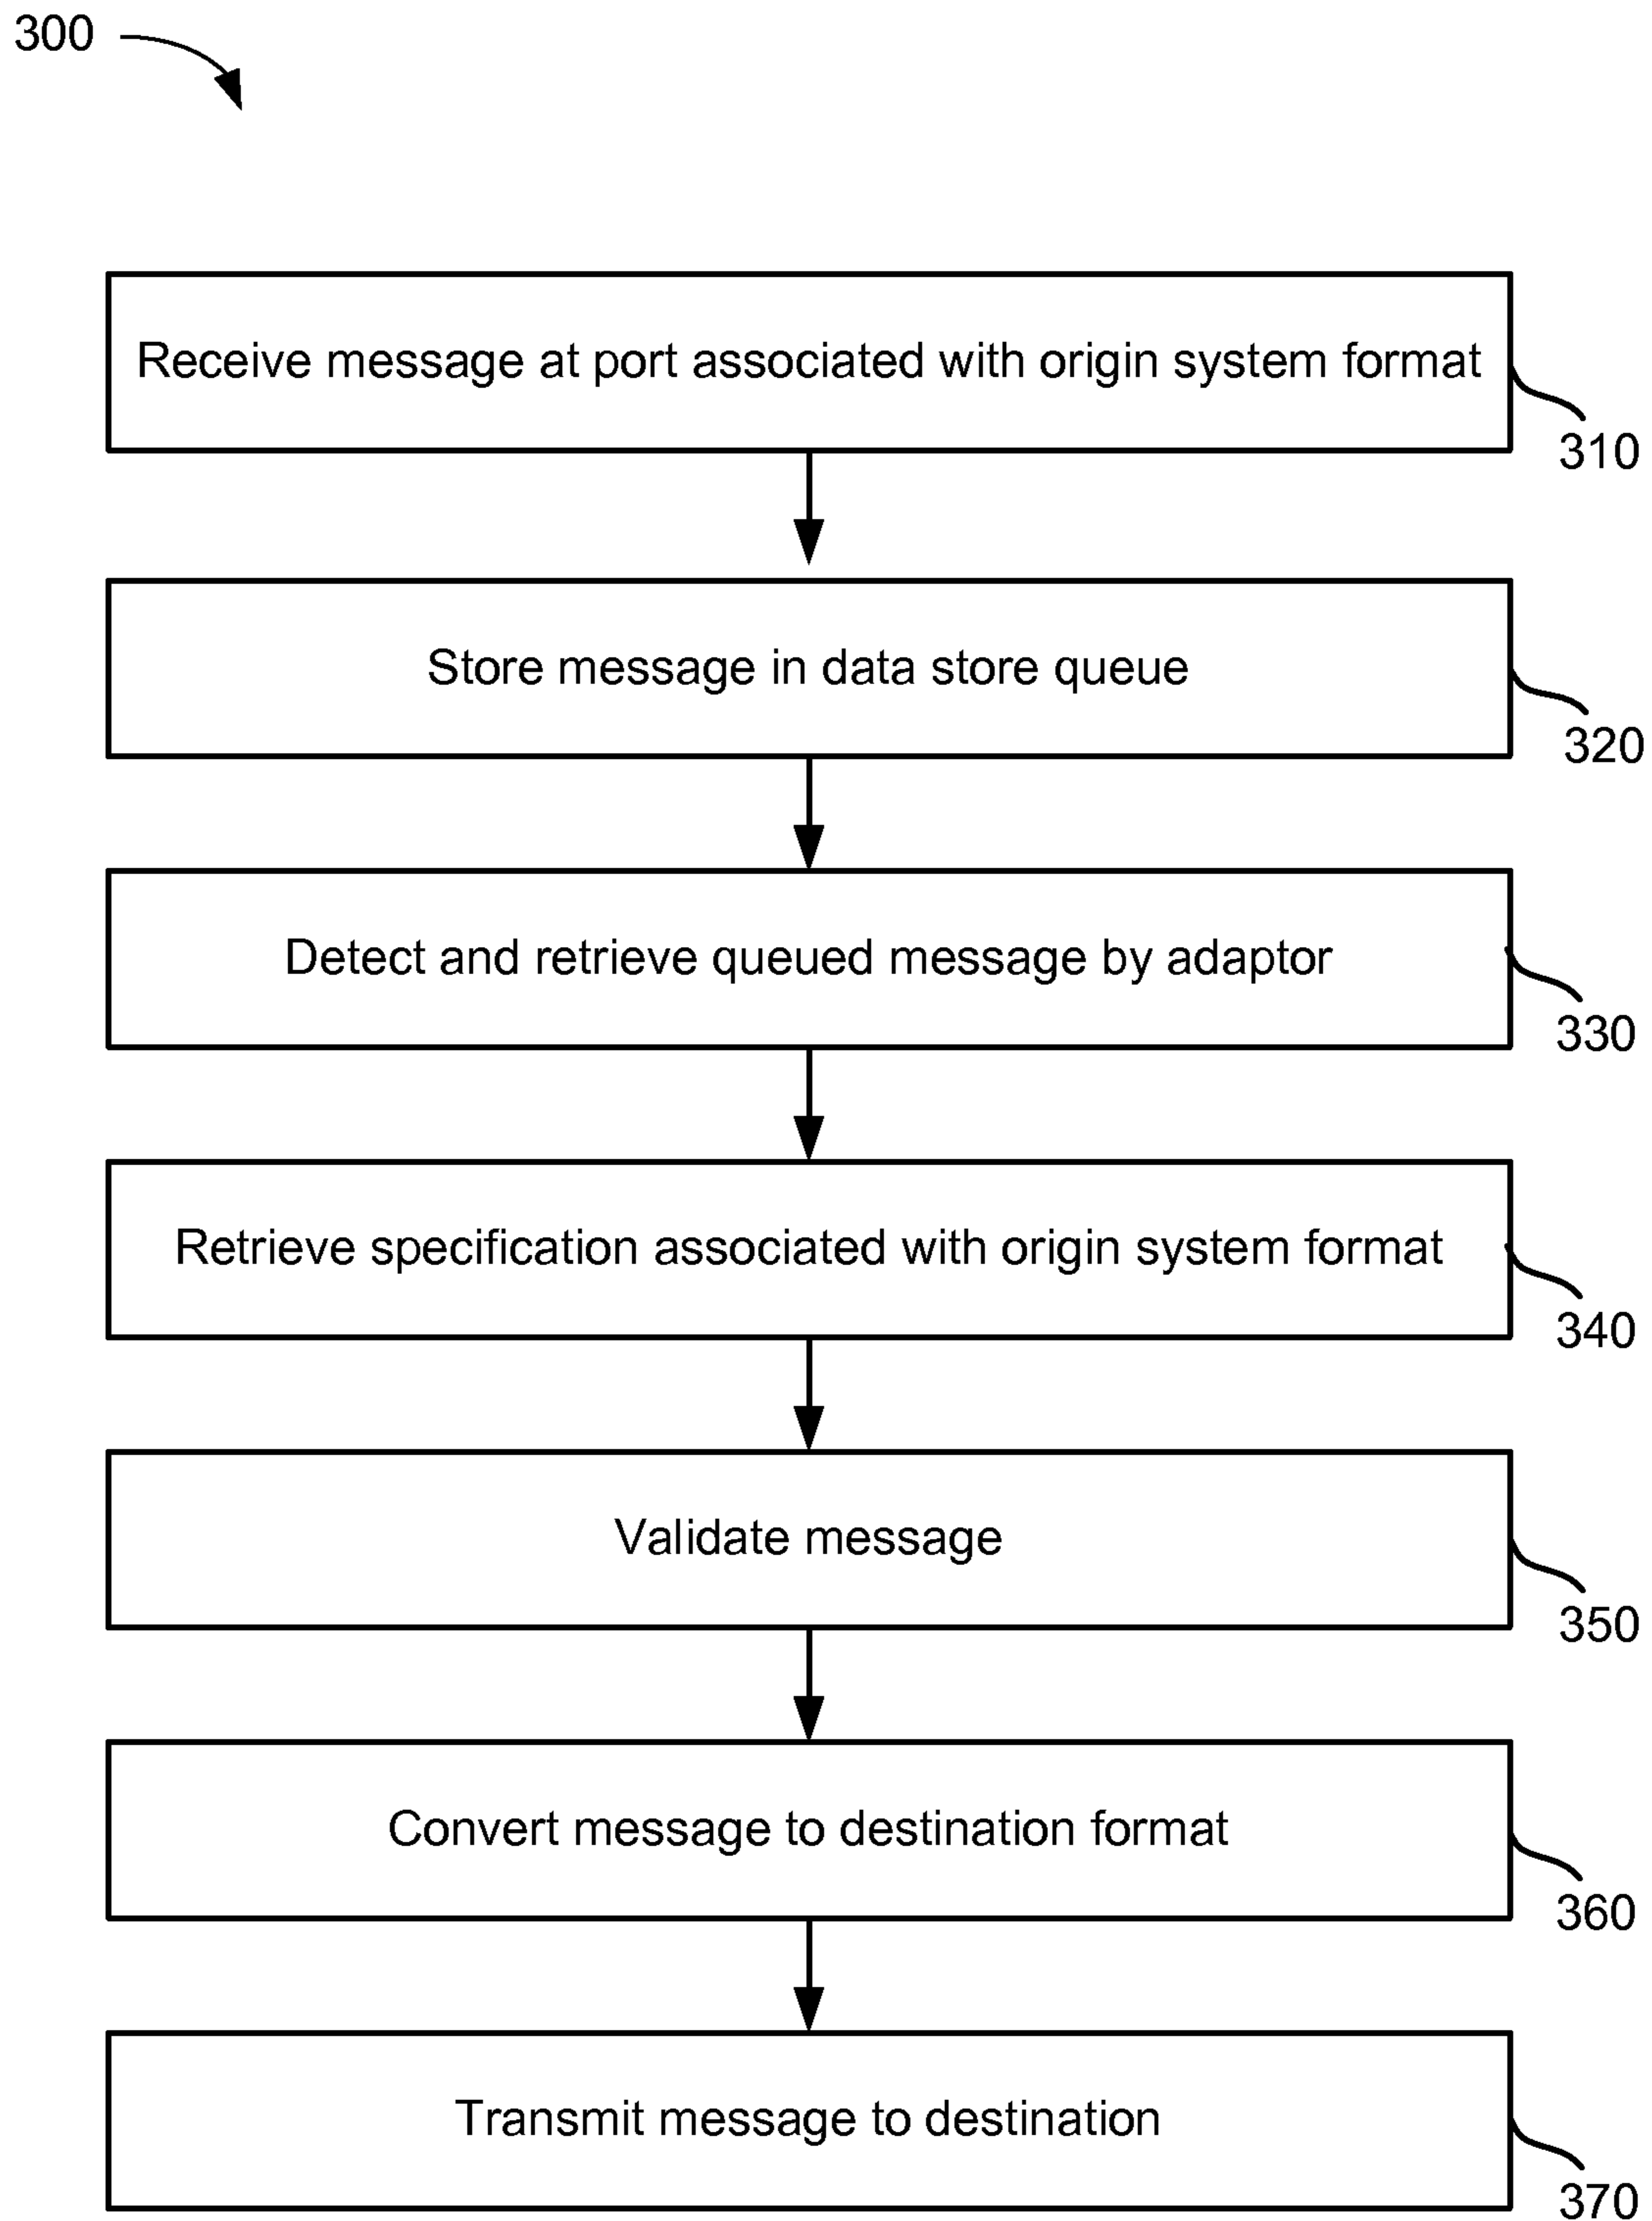 300
Receive message at port associated with origin system format
310
Store message in data store queue
320
Detect and retrieve queued message by adaptor
330
Retrieve specification associated with origin system format
340
Validate message
350
Convert message to destination format
360
Transmit message to destination
370